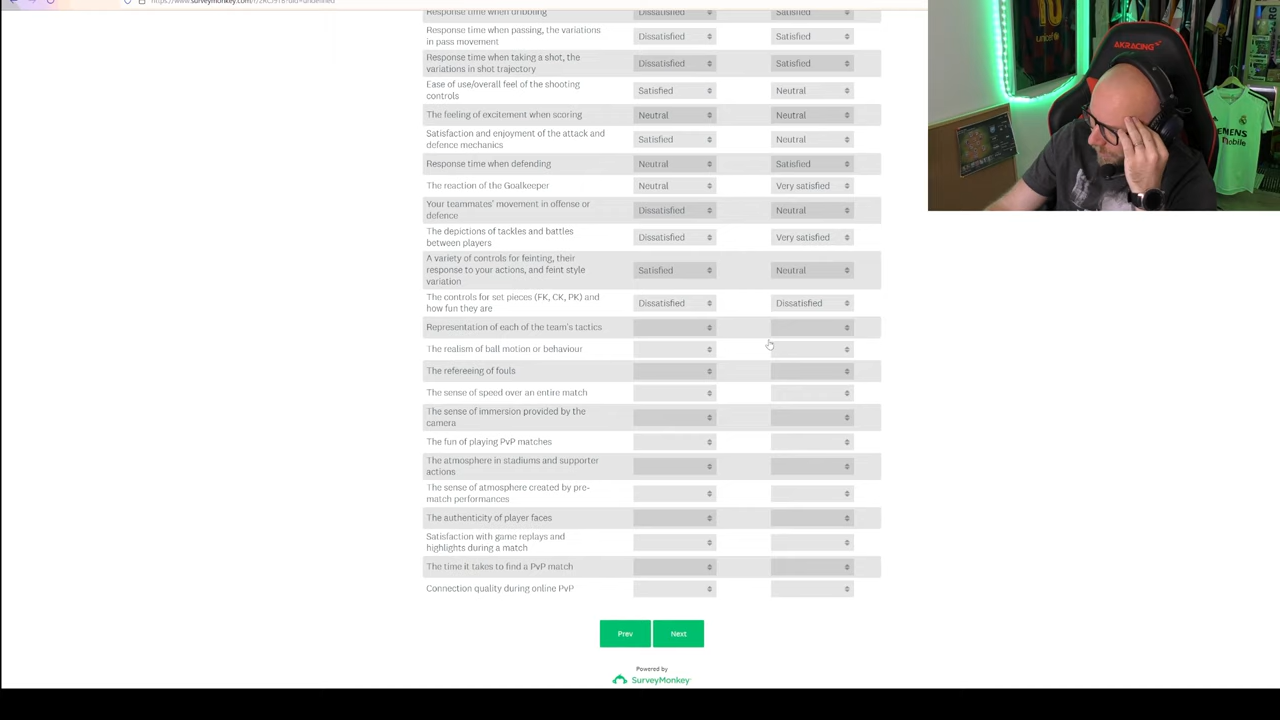 https://www.surveymonkey.com/r/
Response time when dribbling Dissatisfied Satisfied
Response time when passing, the variations
in pass movement Dissatisfied Satisfied
Response time when taking a shot, the
variations in shot trajectory Dissatisfied Satisfied
Ease of use/overall feel of the shooting
controls Satisfied Neutral
The feeling of excitement when scoring Neutral Neutral
Satisfaction and enjoyment of the attack and
defence mechanics Satisfied Neutral
Response time when defending Neutral Satisfied
The reaction of the Goalkeeper Neutral Very satisfied
Your teammates' movement in offense or
defence Dissatisfied Neutral
The depictions of tackles and battles
between players Dissatisfied Very satisfied
A variety of controls for feinting, their
response to your actions, and feint style
variation Satisfied Neutral
The controls for set pieces (FK, CK, PK) and
how fun they are Dissatisfied Dissatisfied
Representation of each of the team's tactics
The realism of ball motion or behaviour
The refereeing of fouls
The sense of speed over an entire match
The sense of immersion provided by the
camera
The fun of playing PvP matches
The atmosphere in stadiums and supporter
actions
The sense of atmosphere created by pre-
match performances
The authenticity of player faces
Satisfaction with game replays and
highlights during a match
The time it takes to find a PvP match
Connection quality during online PvP
Prev Next
Powered by
SurveyMonkey
AKRACING
unicef
SIEMENS
mobile